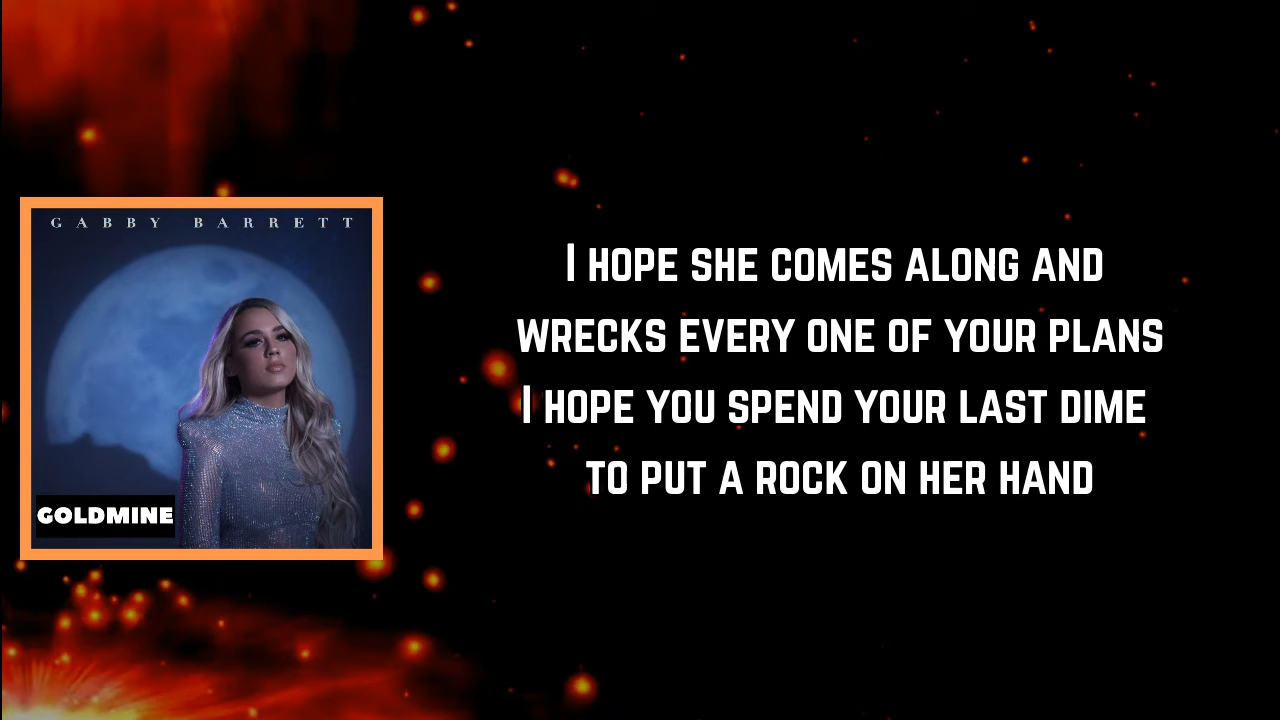 GABBY BARRETT
GOLDMINE
I HOPE SHE COMES ALONG AND
WRECKS EVERY ONE OF YOUR PLANS
I HOPE YOU SPEND YOUR LAST DIME
TO PUT A ROCK ON HER HAND